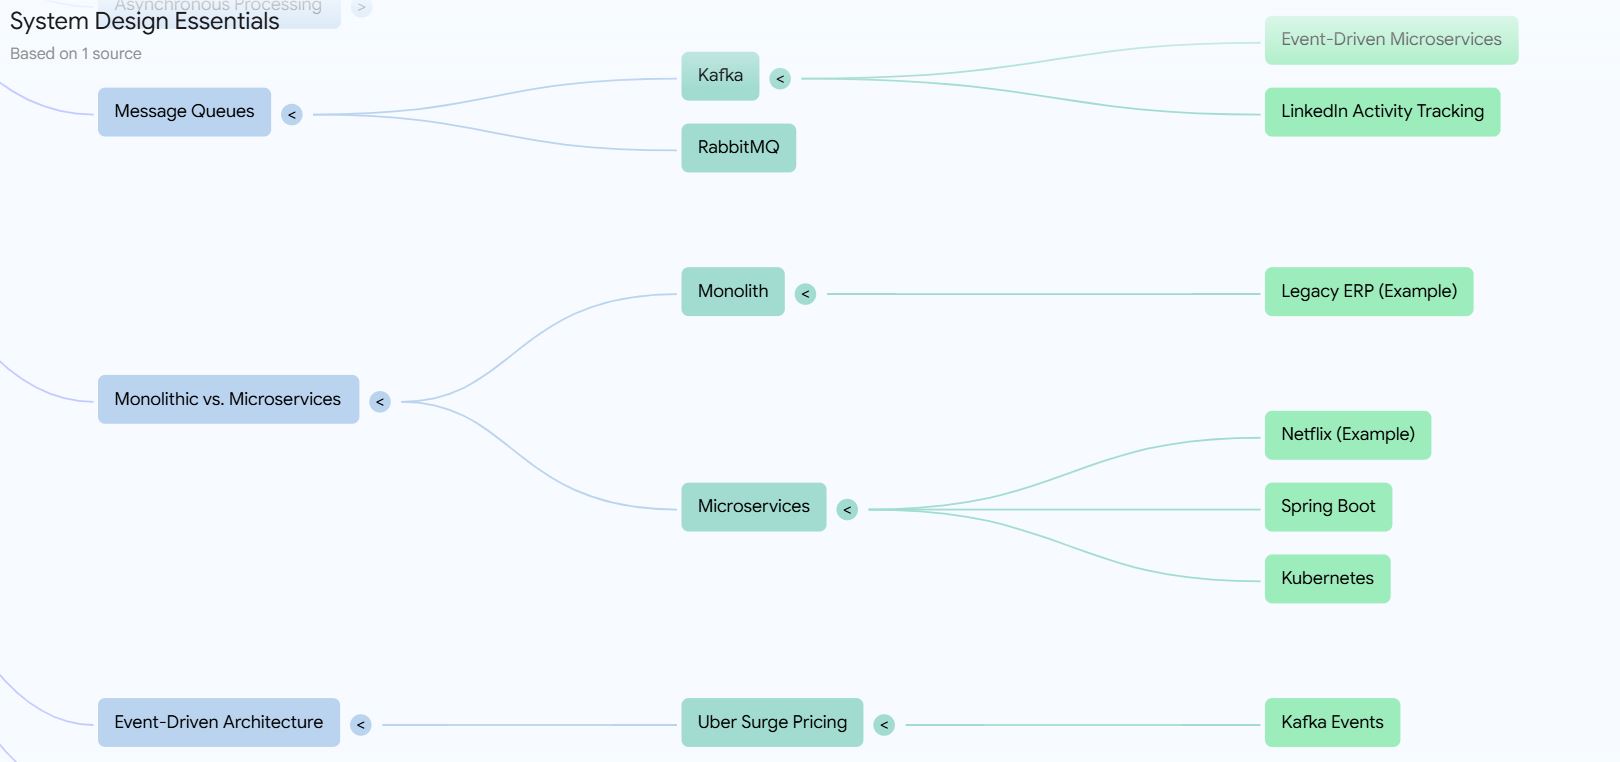 Asynchronous Processing
>
System Design Essentials
Based on 1 source
Message Queues
<
Kafka
<
Event-Driven Microservices
LinkedIn Activity Tracking
RabbitMQ
Monolithic vs. Microservices
<
Monolith
<
Legacy ERP (Example)
Microservices
<
Netflix (Example)
Spring Boot
Kubernetes
Event-Driven Architecture
<
Uber Surge Pricing
<
Kafka Events